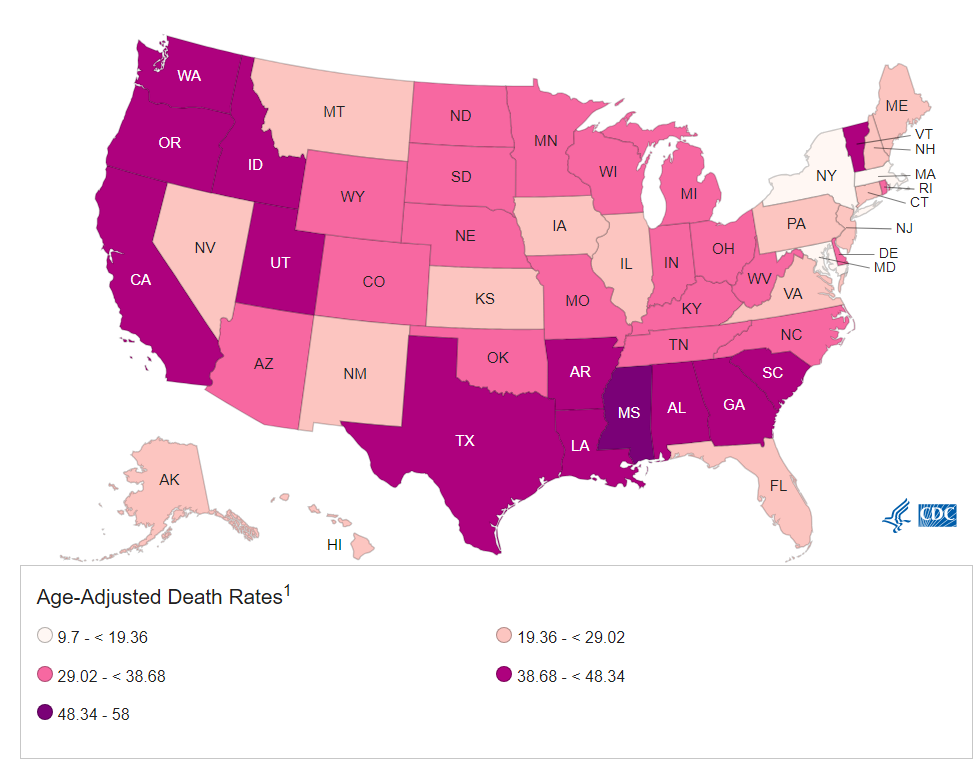 WA
MT
ME
ND
VT
OR
MN
NH
ID
SD
WI
NY
MA
WY
MI
RI
CT
IA
PA
NE
NJ
NV
OH
UT
IL
IN
DE
CA
CO
WV
MD
KS
MO
VA
KY
NC
TN
OK
AZ
NM
AR
SC
MS
AL
GA
TX
LA
AK
FL
CDC
HI
Age-Adjusted Death Rates1
9.7 - < 19.36
19.36 - < 29.02
29.02 - < 38.68
38.68 - < 48.34
48.34 - 58